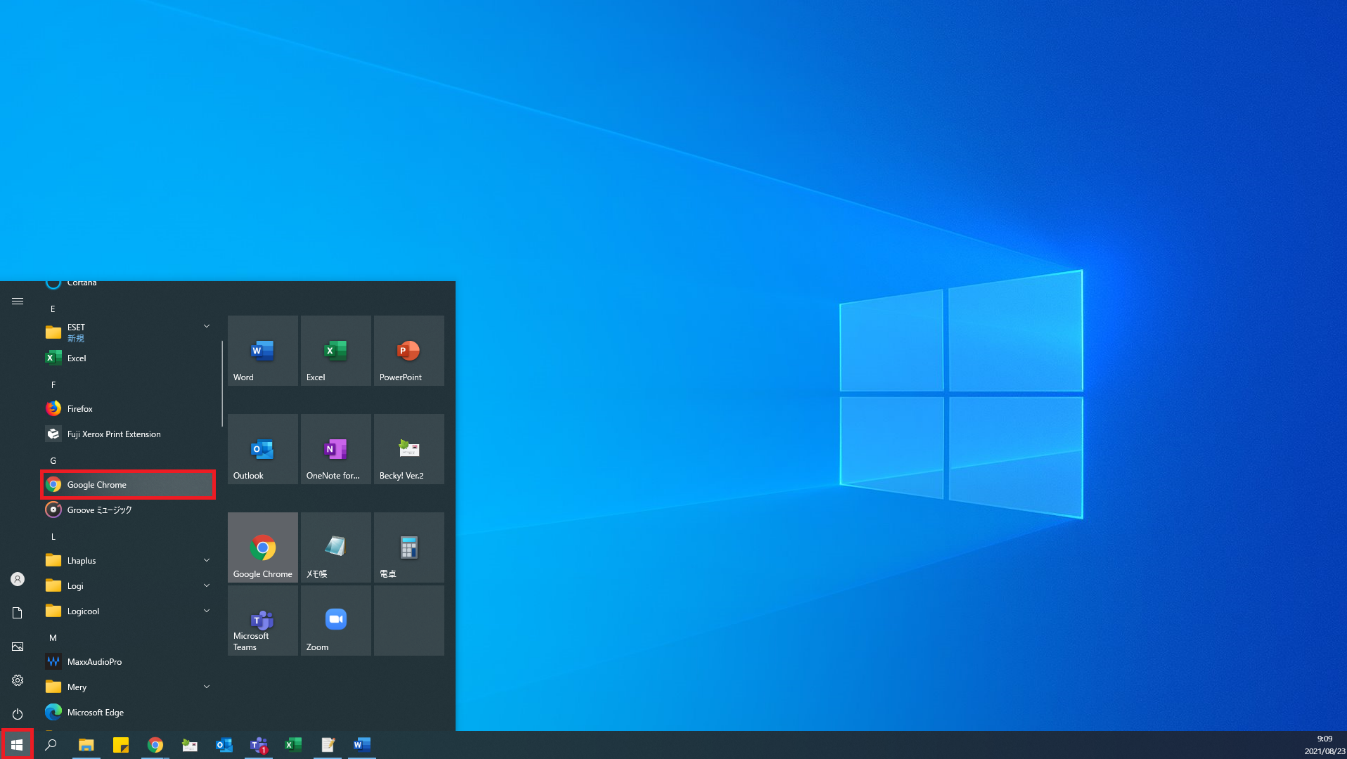 Cortana
E
ESET
新規
Excel
F
Firefox
Fuji Xerox Print Extension
G
Google Chrome
Groove ミュージック
L
Lhaplus
Logi
Logicool
M
MaxxAudioPro
Mery
Microsoft Edge
Word
Excel
PowerPoint
Outlook
OneNote for...
Becky! Ver.2
Google Chrome
メモ帳
電卓
Microsoft
Teams
Zoom
9:09
2021/08/23